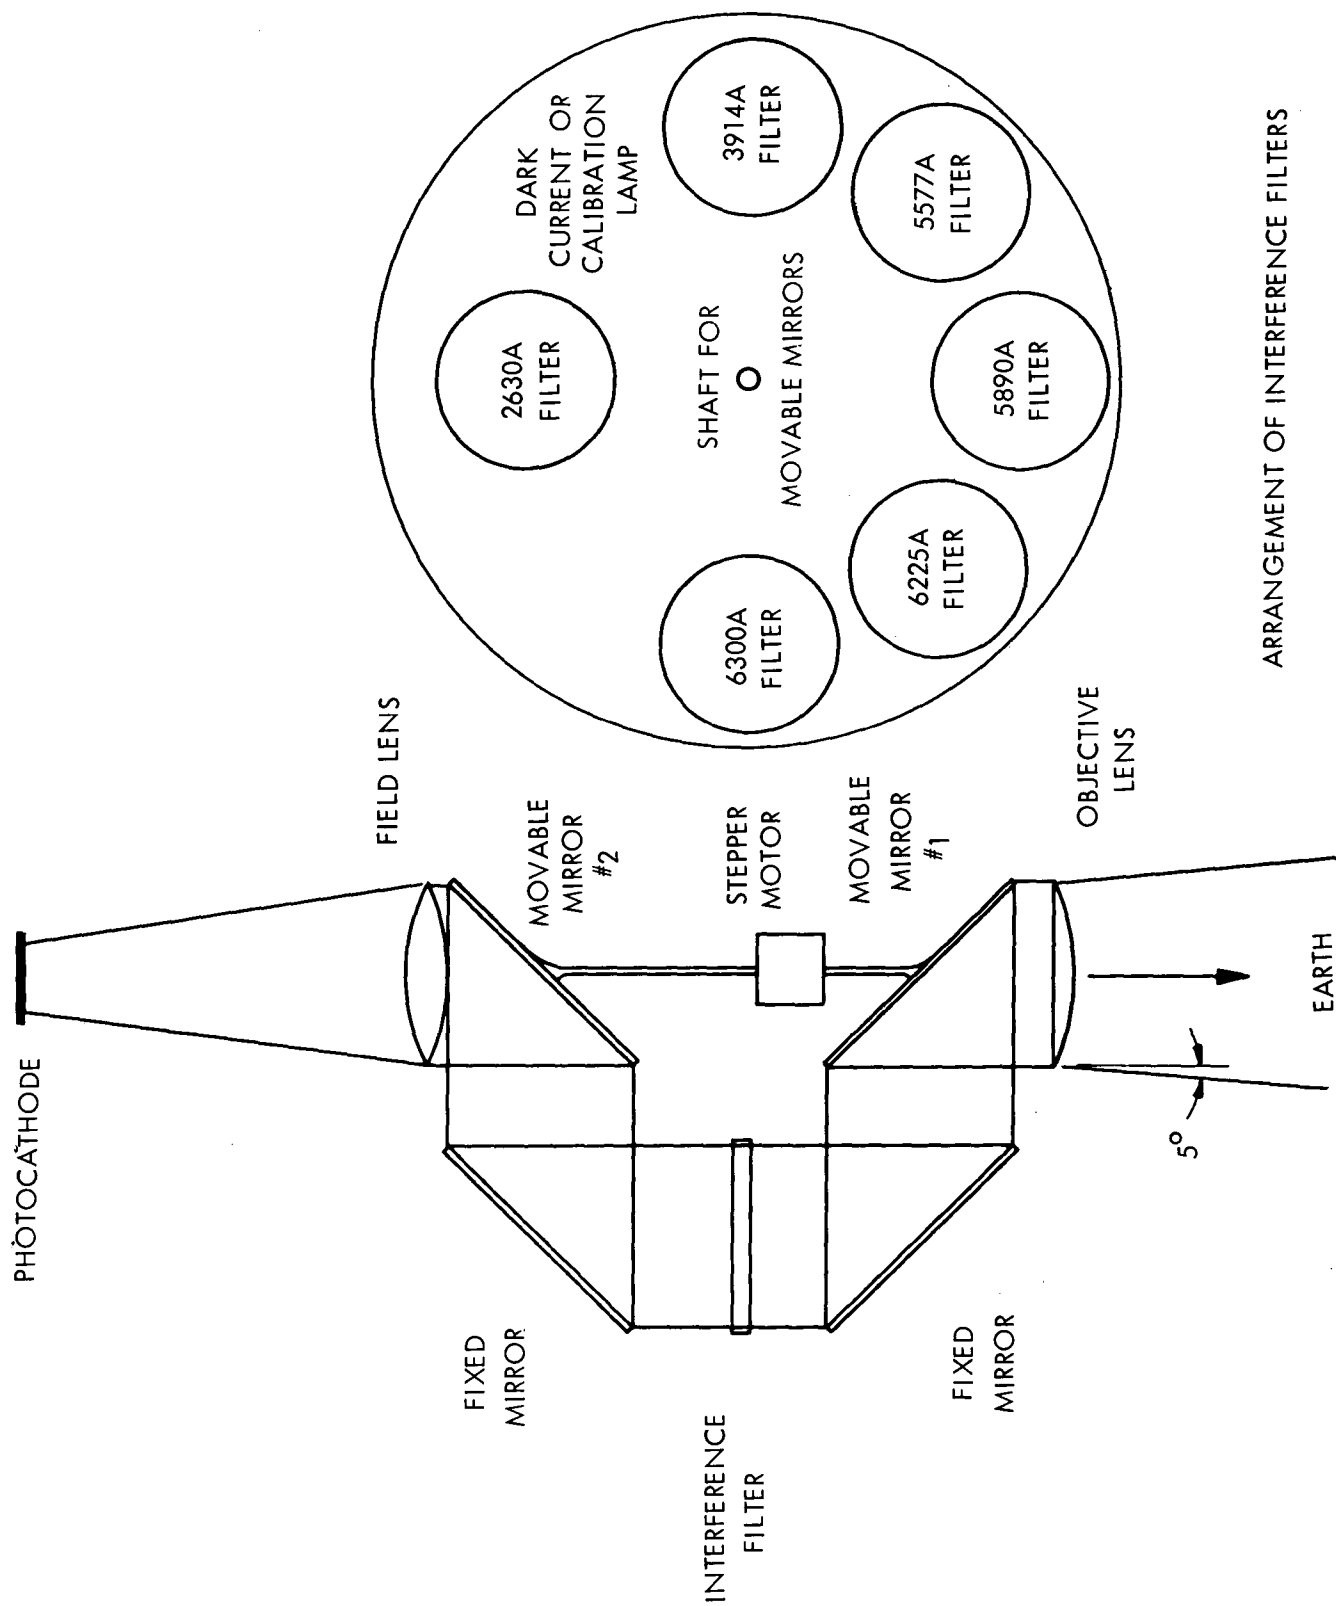 PHOTOCATHODE
FIELD LENS
FIXED
MIRROR
MOVABLE
MIRROR
#2
INTERFERENCE
FILTER
STEPPER
MOTOR
FIXED
MIRROR
MOVABLE
MIRROR
#1
OBJECTIVE
LENS
5°
EARTH
2630A
FILTER
DARK
CURRENT OR
CALIBRATION
LAMP
6300A
FILTER
SHAFT FOR
MOVABLE MIRRORS
3914A
FILTER
6225A
FILTER
5577A
FILTER
5890A
FILTER
ARRANGEMENT OF INTERFERENCE FILTERS